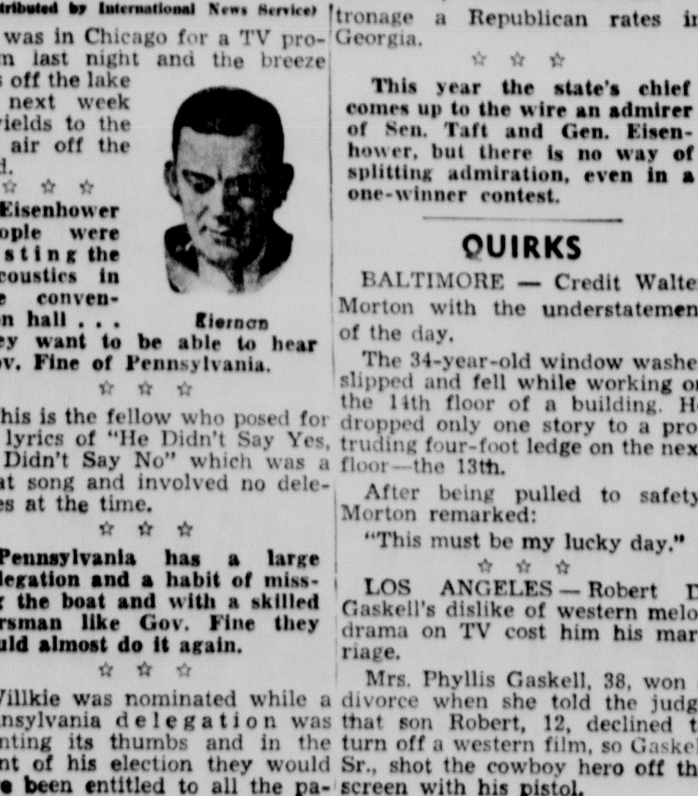 tributed by International News Service)
was in Chicago for a TV pro-
last night and the breeze
off the lake
next week
to the
air off the
☆ ☆ ☆
Eisenhower
were
the
in
conven-
hall . . .
Kiernan
want to be able to hear
Fine of Pennsylvania.
☆ ☆ ☆
his is the fellow who posed for
lyrics of "He Didn't Say Yes,
Didn't Say No" which was a
song and involved no dele-
at the time.
☆ ☆ ☆
Pennsylvania has a large
legation and a habit of miss-
the boat and with a skilled
rsman like Gov. Fine they
uld almost do it again.
☆ ☆ ☆
illkie was nominated while a
nsylvania delegation was
nting its thumbs and in the
nt of his election they would
been entitled to all the pa-
tronage a Republican rates in
Georgia.
☆ ☆ ☆
This year the state's chief
comes up to the wire an admirer
of Sen. Taft and Gen. Eisen-
hower, but there is no way of
splitting admiration, even in a
one-winner contest.
QUIRKS
BALTIMORE — Credit Walte
Morton with the understatemen
of the day.
The 34-year-old window washe
slipped and fell while working o
the 14th floor of a building. H
dropped only one story to a pro
truding four-foot ledge on the nex
floor—the 13th.
After being pulled to safety
Morton remarked:
"This must be my lucky day."
☆ ☆ ☆
LOS ANGELES — Robert D
Gaskell's dislike of western melo
drama on TV cost him his mar
riage.
Mrs. Phyllis Gaskell, 38, won
divorce when she told the judg
that son Robert, 12, declined t
turn off a western film, so Gaskel
Sr., shot the cowboy hero off th
screen with his pistol.